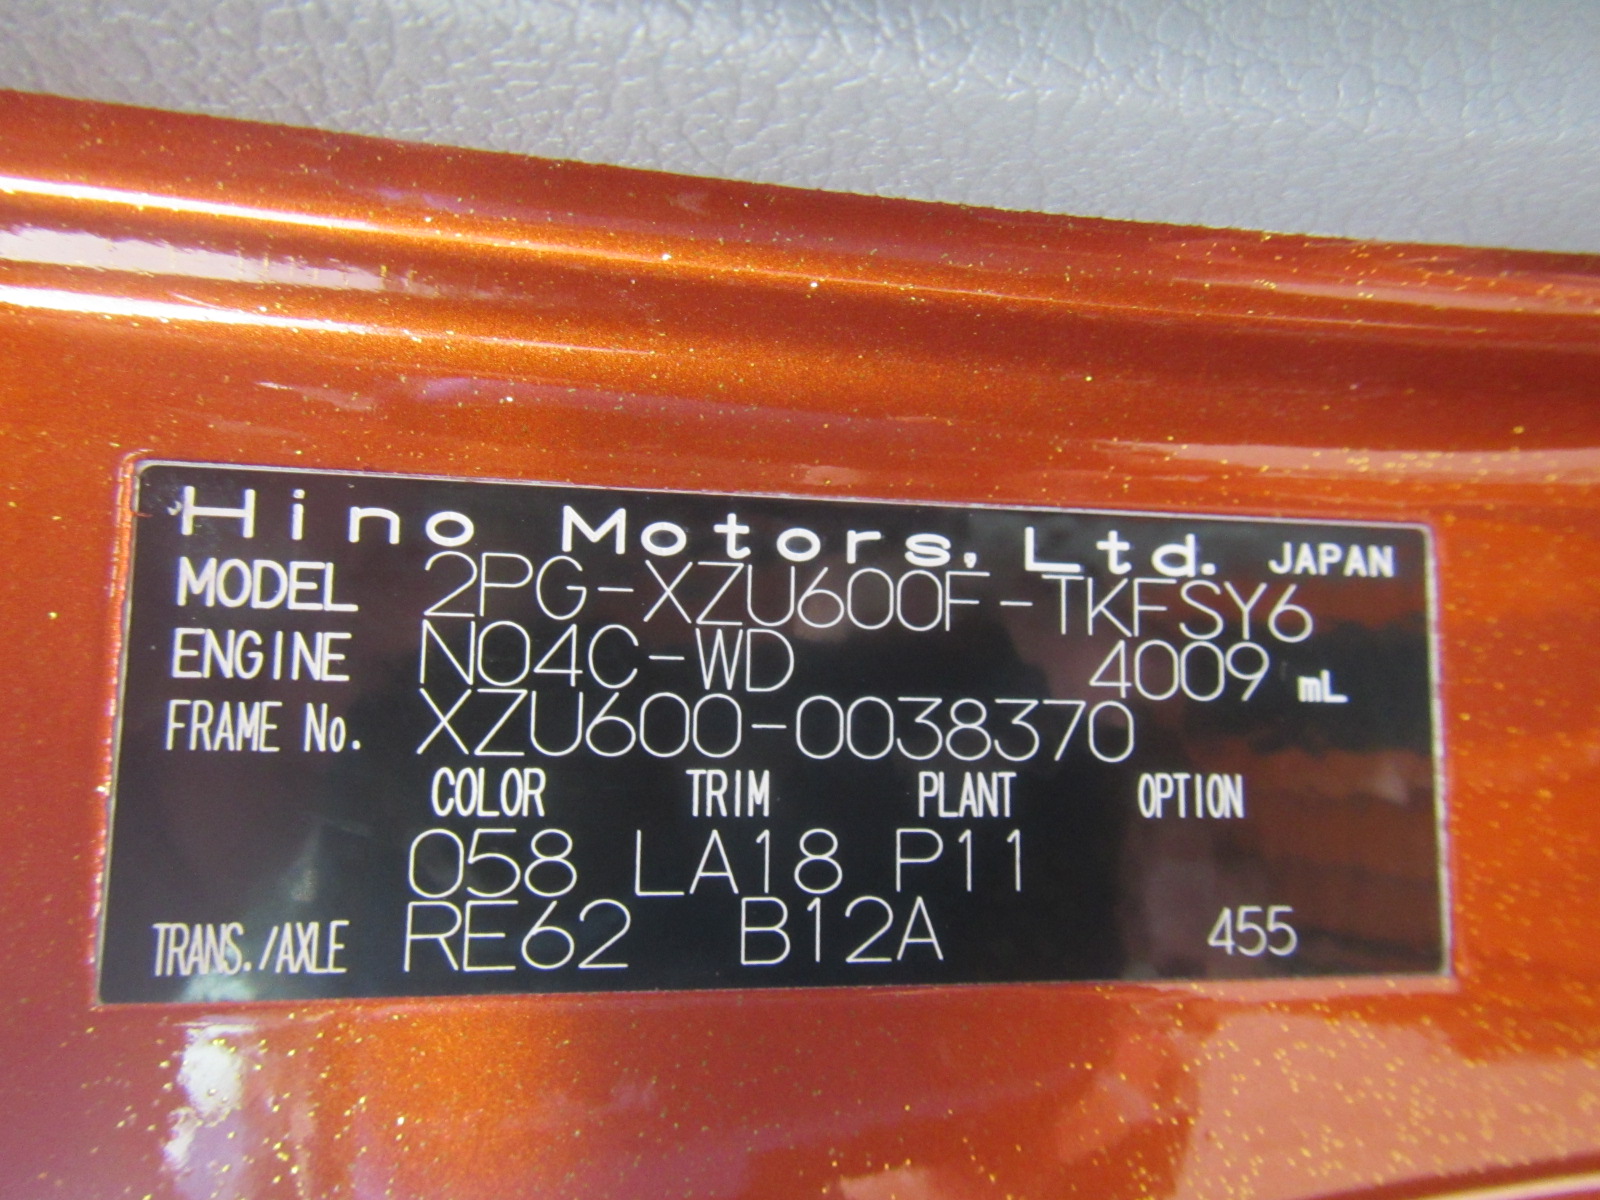 Hino Motors, Ltd. JAPAN
MODEL 2PG-XZU600F-TKFSY6
ENGINE N04C-WD 4009 mL
FRAME No. XZU600-0038370
COLOR TRIM PLANT OPTION
058 LA18 P11
TRANS./AXLE RE62 B12A 455